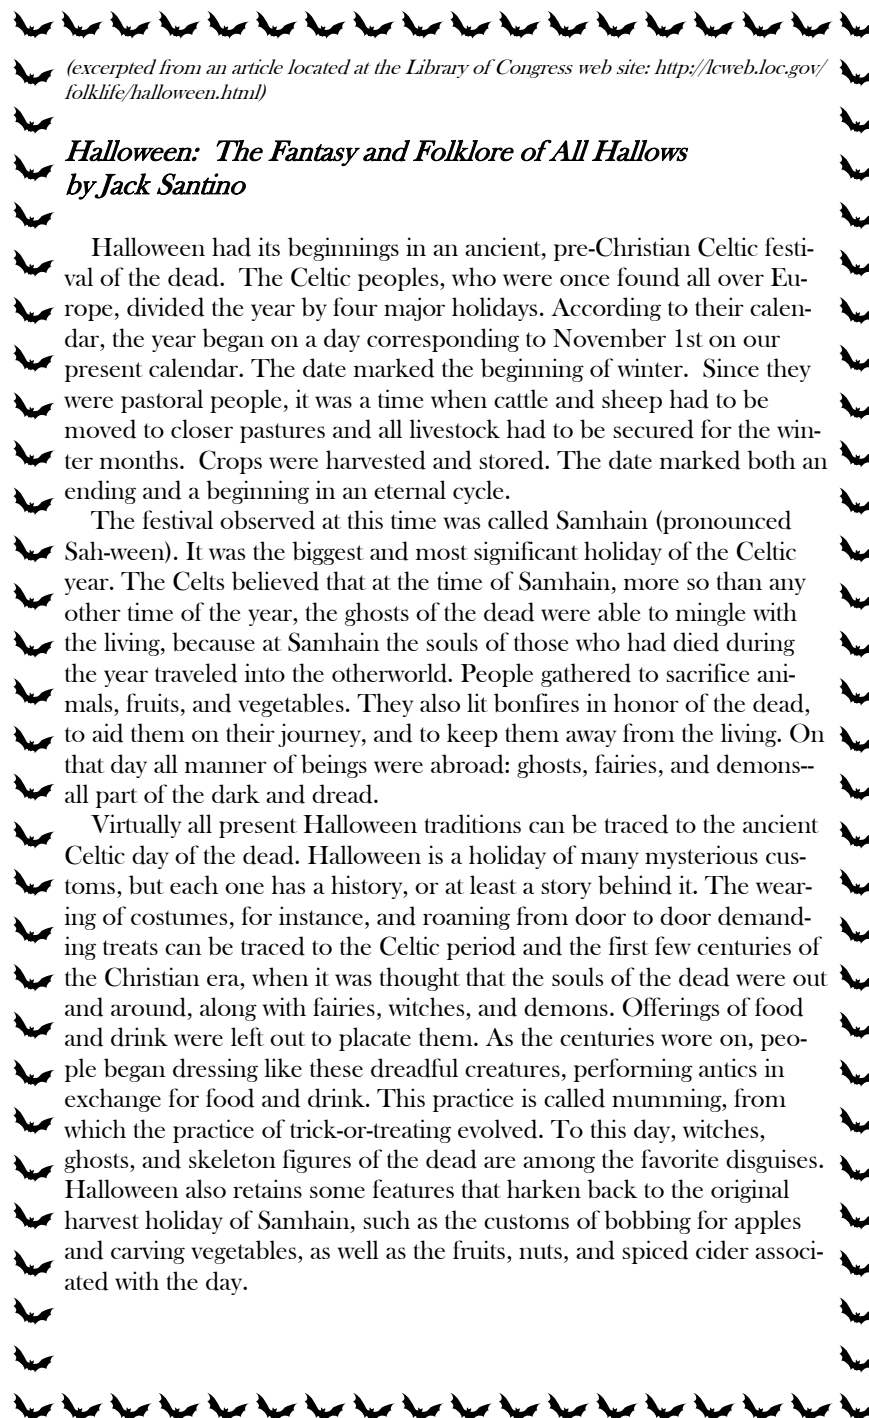 (excerpted from an article located at the Library of Congress web site: http://lcweb.loc.gov/
folklife/halloween.html)
Halloween:  The Fantasy and Folklore of All Hallows
by Jack Santino
Halloween had its beginnings in an ancient, pre-Christian Celtic festi-
val of the dead.  The Celtic peoples, who were once found all over Eu-
rope, divided the year by four major holidays. According to their calen-
dar, the year began on a day corresponding to November 1st on our
present calendar. The date marked the beginning of winter.  Since they
were pastoral people, it was a time when cattle and sheep had to be
moved to closer pastures and all livestock had to be secured for the win-
ter months.  Crops were harvested and stored. The date marked both an
ending and a beginning in an eternal cycle.
The festival observed at this time was called Samhain (pronounced
Sah-ween). It was the biggest and most significant holiday of the Celtic
year. The Celts believed that at the time of Samhain, more so than any
other time of the year, the ghosts of the dead were able to mingle with
the living, because at Samhain the souls of those who had died during
the year traveled into the otherworld. People gathered to sacrifice ani-
mals, fruits, and vegetables. They also lit bonfires in honor of the dead,
to aid them on their journey, and to keep them away from the living. On
that day all manner of beings were abroad: ghosts, fairies, and demons--
all part of the dark and dread.
Virtually all present Halloween traditions can be traced to the ancient
Celtic day of the dead. Halloween is a holiday of many mysterious cus-
toms, but each one has a history, or at least a story behind it. The wear-
ing of costumes, for instance, and roaming from door to door demand-
ing treats can be traced to the Celtic period and the first few centuries of
the Christian era, when it was thought that the souls of the dead were out
and around, along with fairies, witches, and demons. Offerings of food
and drink were left out to placate them. As the centuries wore on, peo-
ple began dressing like these dreadful creatures, performing antics in
exchange for food and drink. This practice is called mumming, from
which the practice of trick-or-treating evolved. To this day, witches,
ghosts, and skeleton figures of the dead are among the favorite disguises.
Halloween also retains some features that harken back to the original
harvest holiday of Samhain, such as the customs of bobbing for apples
and carving vegetables, as well as the fruits, nuts, and spiced cider associ-
ated with the day.